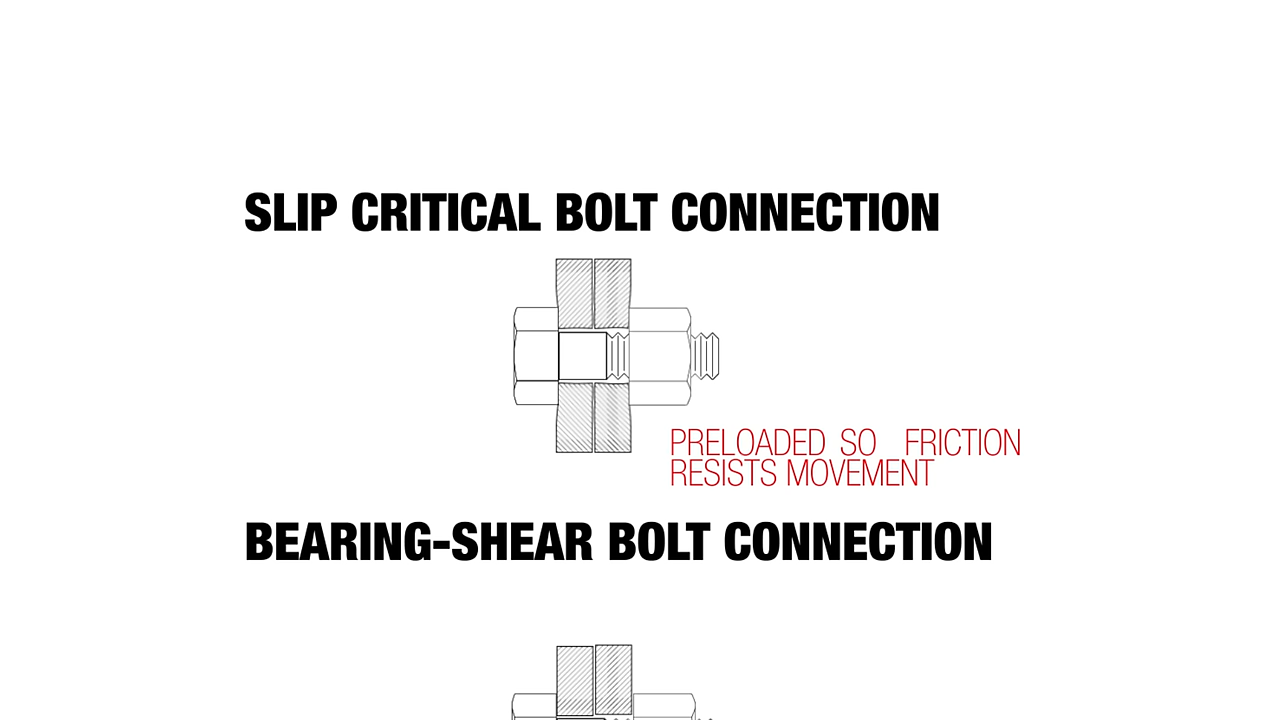 SLIP CRITICAL BOLT CONNECTION
PRELOADED SO FRICTION
RESISTS MOVEMENT
BEARING-SHEAR BOLT CONNECTION